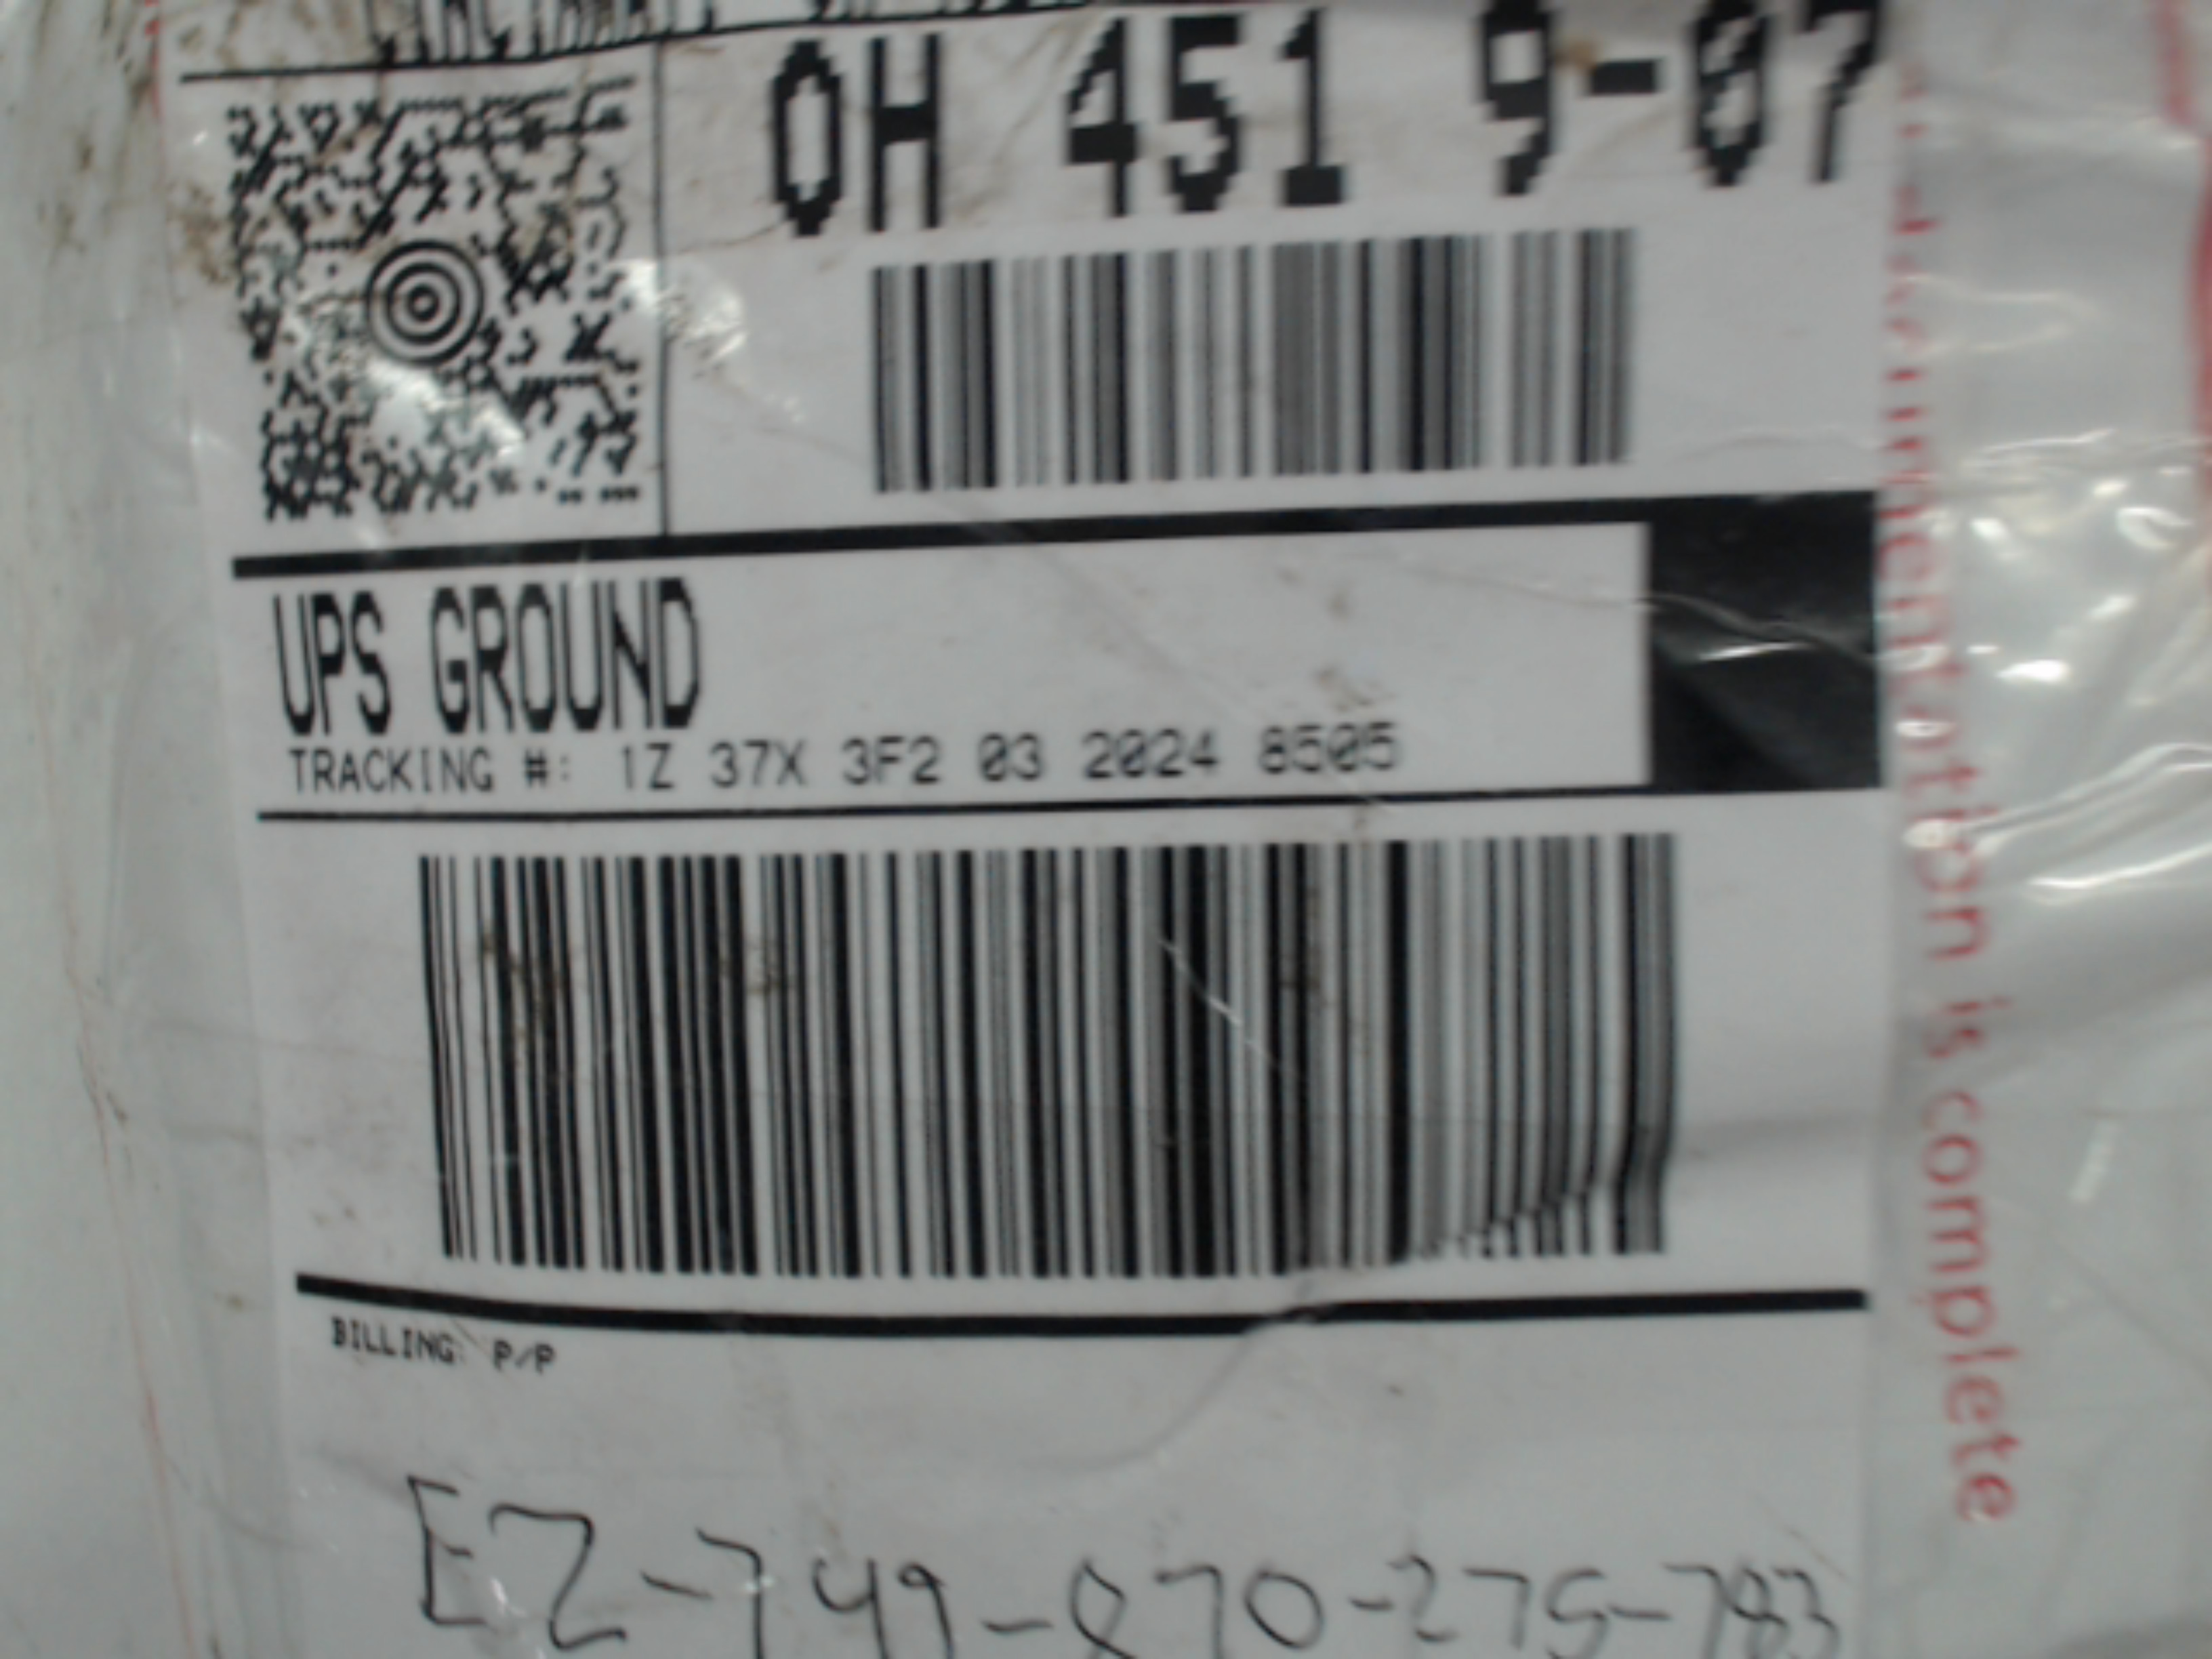 OH 451 9-07
UPS GROUND
TRACKING #: 1Z 37X 3F2 03 2024 8505
BILLING: P/P
EZ-749-870-275-783
documentation is complete